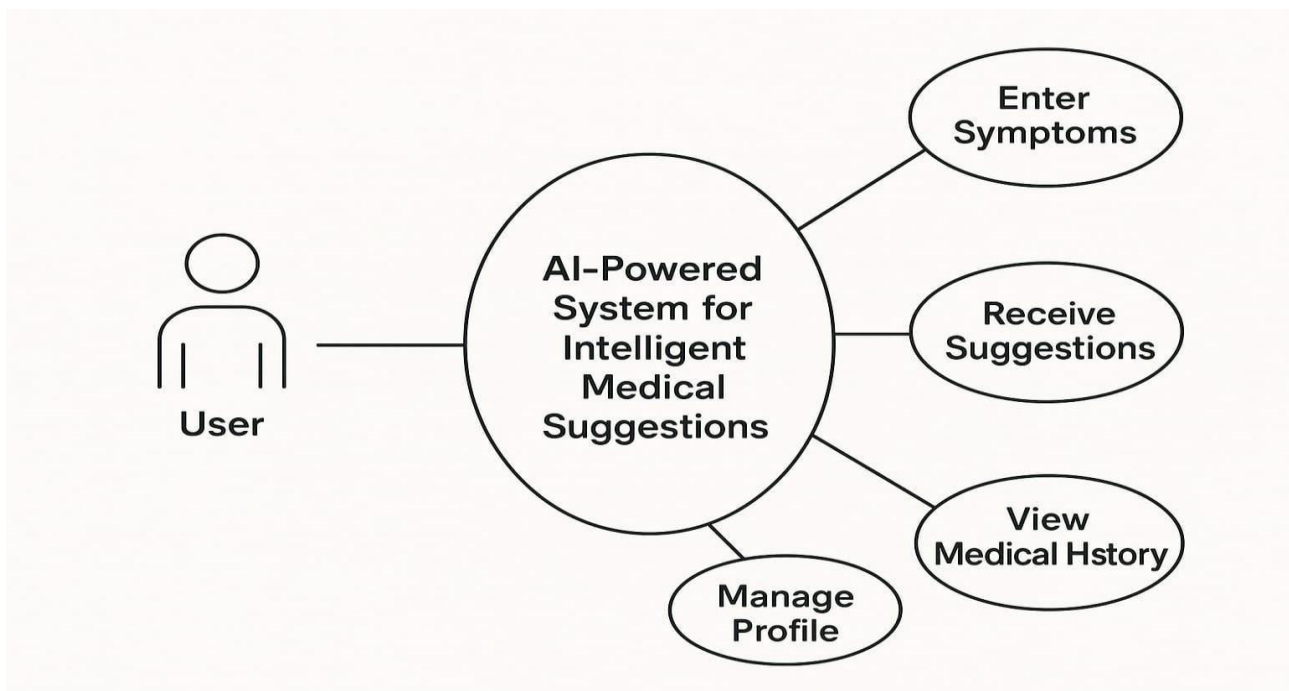 Enter
Symptoms
AI-Powered
System for
Intelligent
Medical
Suggestions
Receive
Suggestions
User
View
Medical Hstory
Manage
Profile